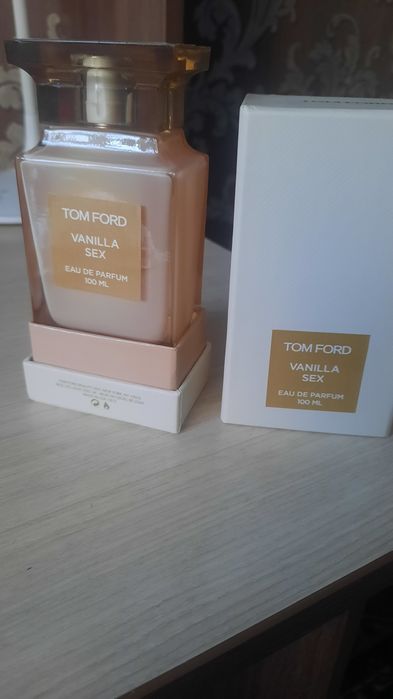 TOM FORD
VANILLA
SEX
EAU DE PARFUM
100 ML
TOM FORD
VANILLA
SEX
EAU DE PARFUM
100 ML